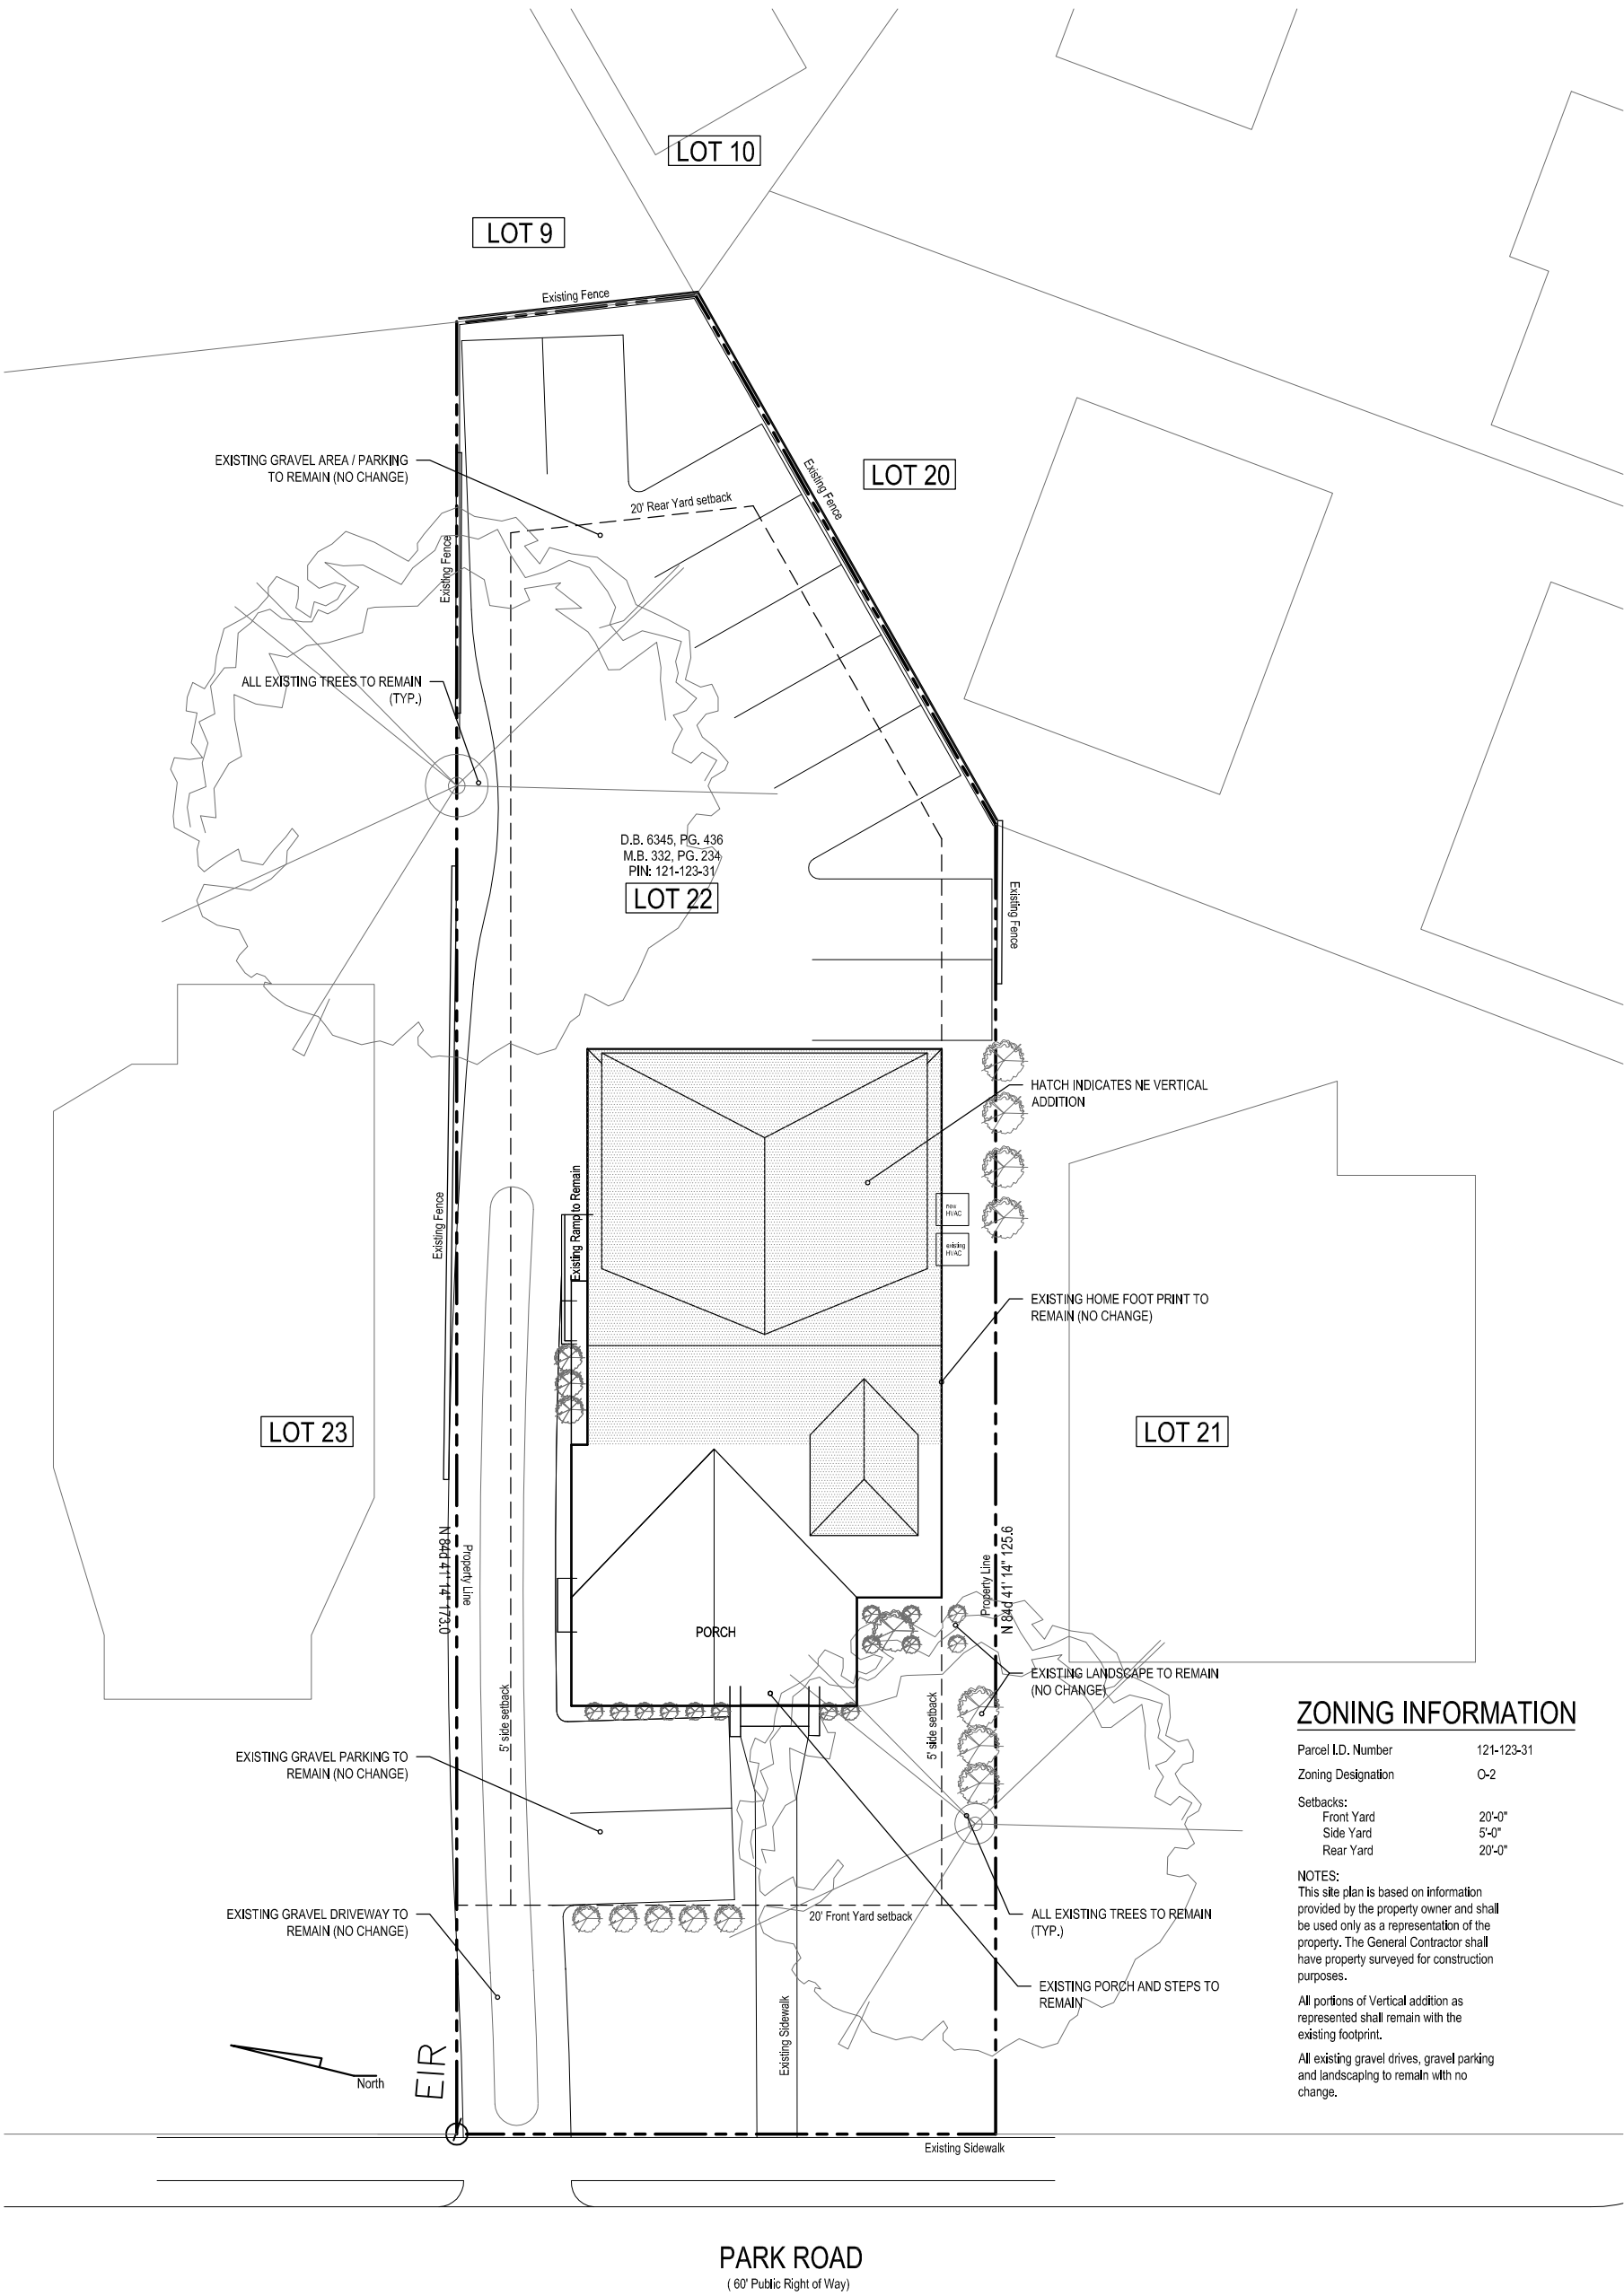 LOT 10
LOT 9
Existing Fence
EXISTING GRAVEL AREA / PARKING
TO REMAIN (NO CHANGE)
LOT 20
Existing Fence
20' Rear Yard setback
Existing Fence
ALL EXISTING TREES TO REMAIN
(TYP.)
D.B. 6345, PG. 436
M.B. 332, PG. 234
PIN: 121-123-31
LOT 22
Existing Fence
HATCH INDICATES NE VERTICAL
ADDITION
Existing Ramp to Remain
Existing Fence
new
HVAC
existing
HVAC
EXISTING HOME FOOT PRINT TO
REMAIN (NO CHANGE)
LOT 23
LOT 21
N 84d 41' 14" 173.0
Property Line
Property Line
N 84d 41' 14" 125.6
PORCH
EXISTING LANDSCAPE TO REMAIN
(NO CHANGE)
5' side setback
5' side setback
EXISTING GRAVEL PARKING TO
REMAIN (NO CHANGE)
EXISTING GRAVEL DRIVEWAY TO
REMAIN (NO CHANGE)
20' Front Yard setback
ALL EXISTING TREES TO REMAIN
(TYP.)
EXISTING PORCH AND STEPS TO
REMAIN
Existing Sidewalk
North
EIR
Existing Sidewalk
ZONING INFORMATION
Parcel I.D. Number 121-123-31
Zoning Designation O-2
Setbacks:
Front Yard 20'-0"
Side Yard 5'-0"
Rear Yard 20'-0"
NOTES:
This site plan is based on information
provided by the property owner and shall
be used only as a representation of the
property. The General Contractor shall
have property surveyed for construction
purposes.
All portions of Vertical addition as
represented shall remain with the
existing footprint.
All existing gravel drives, gravel parking
and landscaping to remain with no
change.
PARK ROAD
( 60' Public Right of Way)